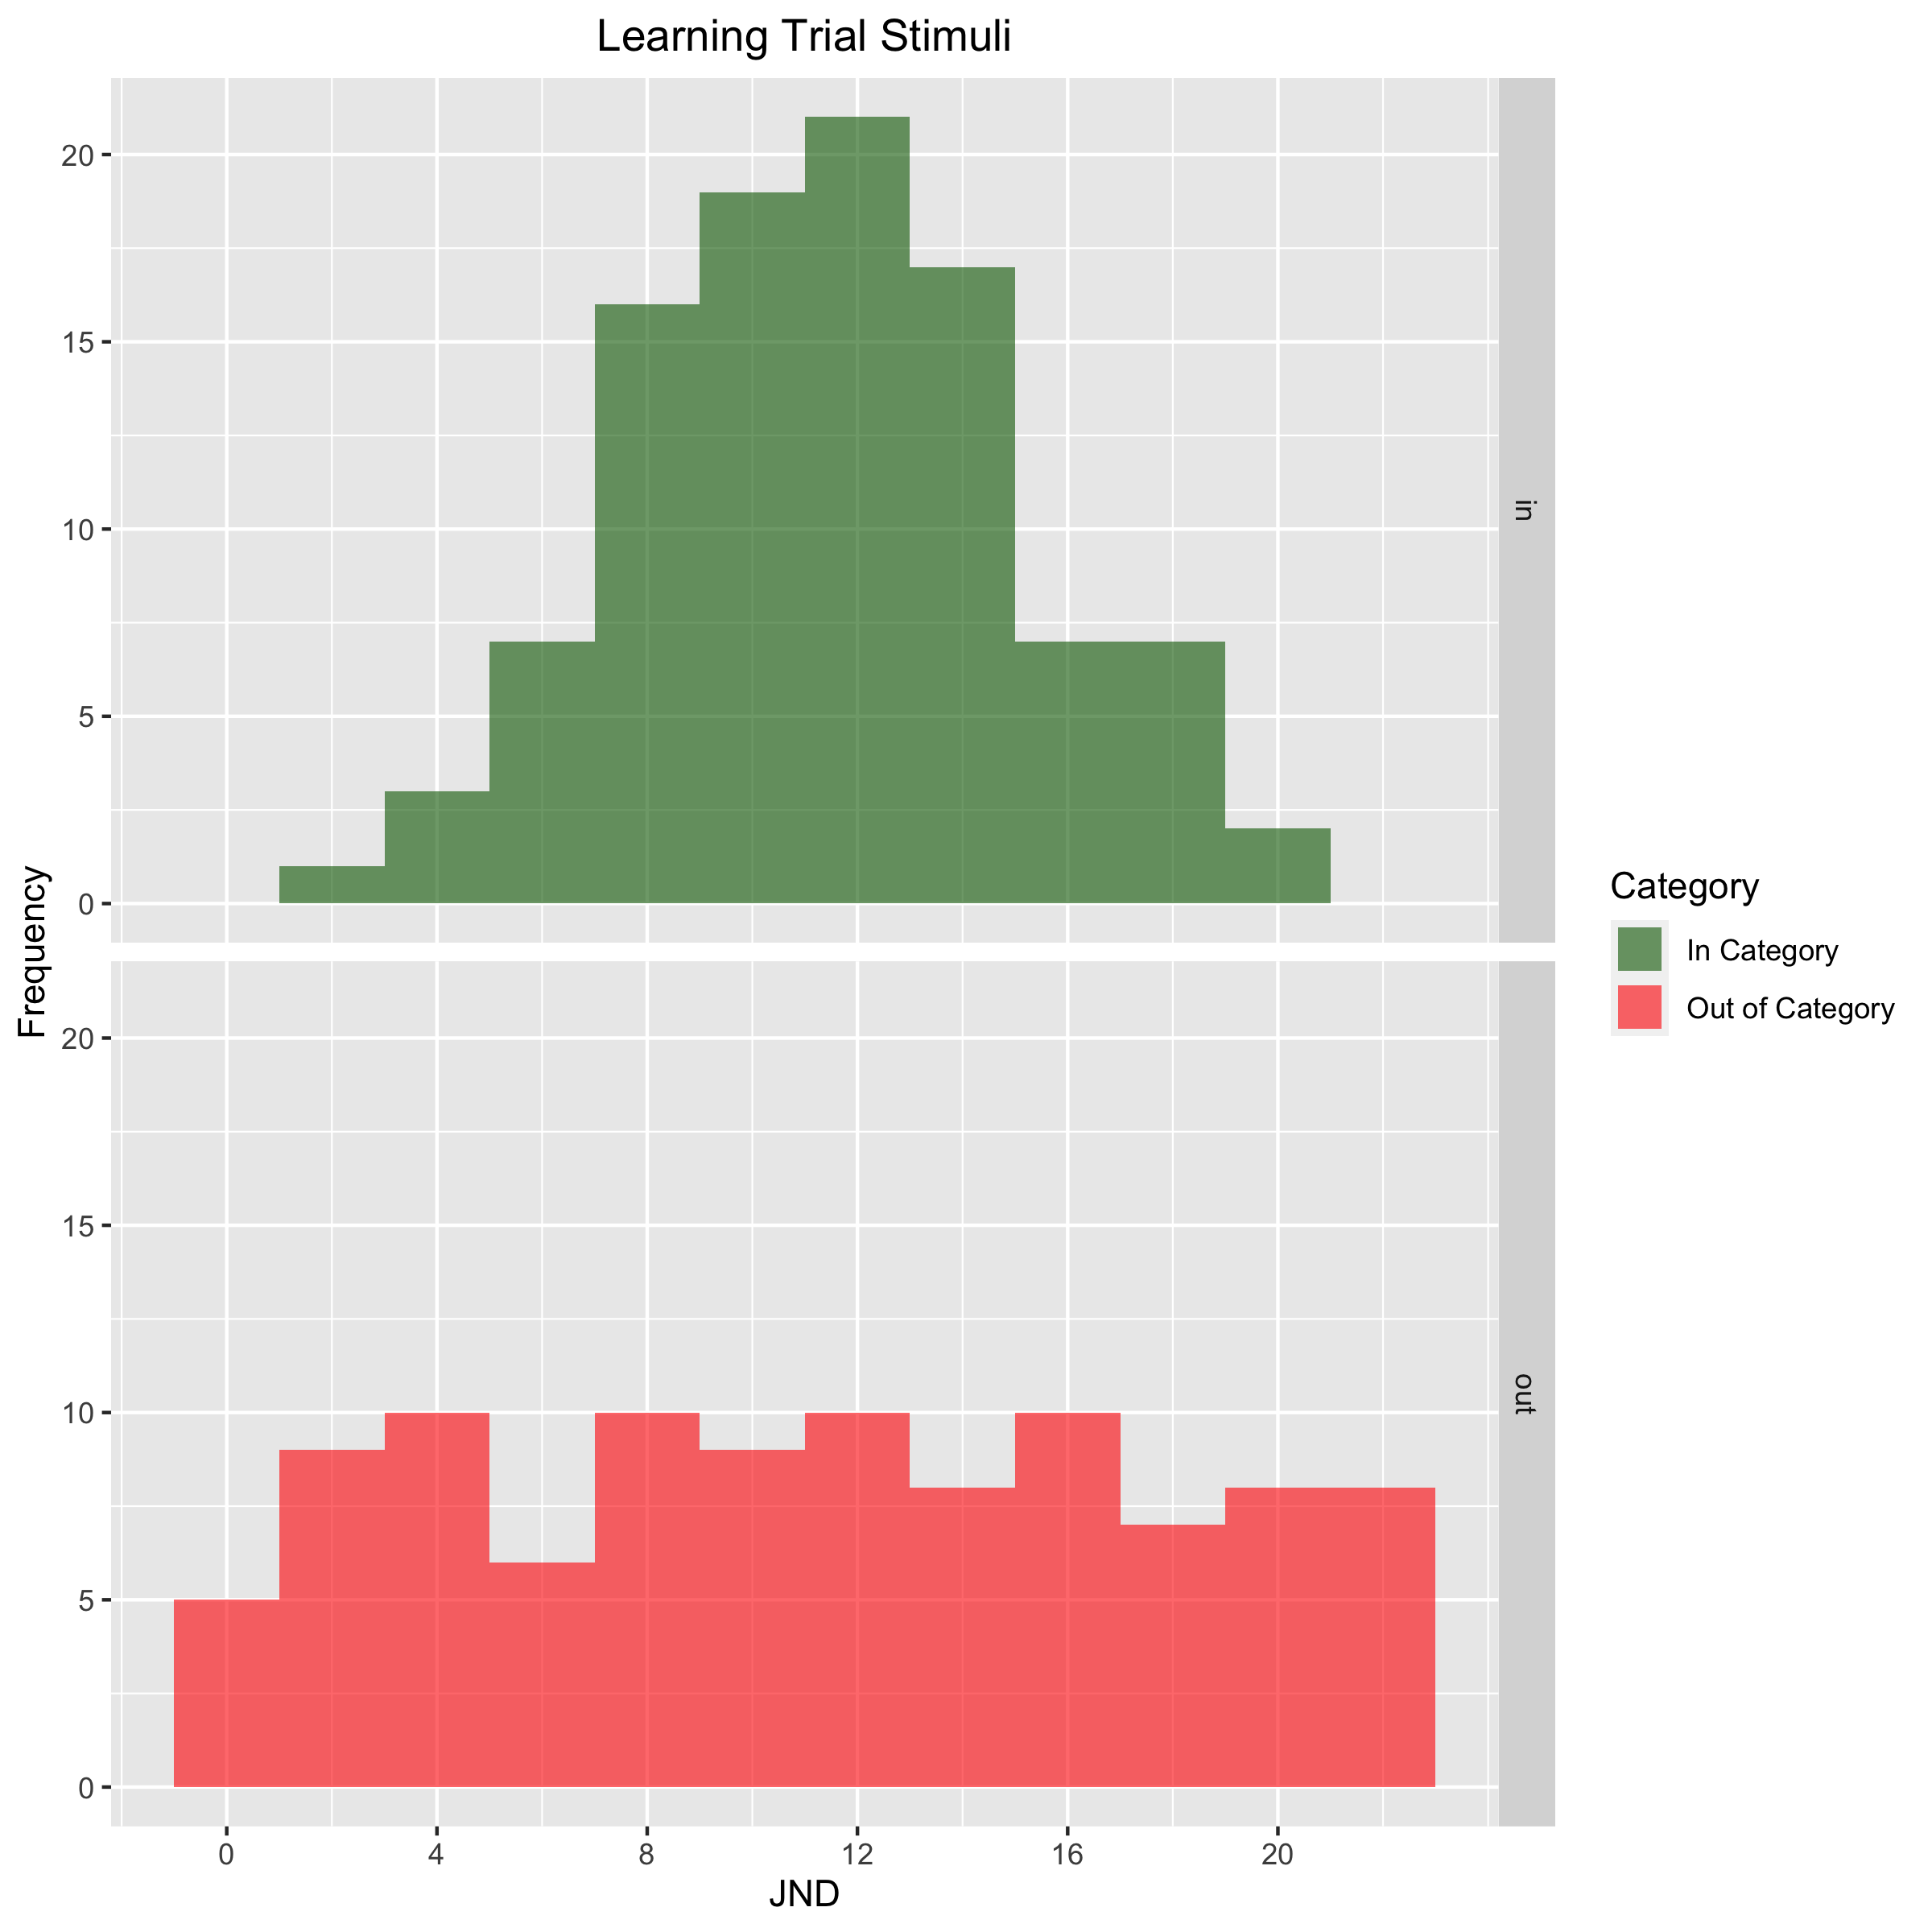 Learning Trial Stimuli
Frequency
20
15
10
5
0
in
20
15
10
5
0
out
0 4 8 12 16 20
JND
Category
In Category
Out of Category